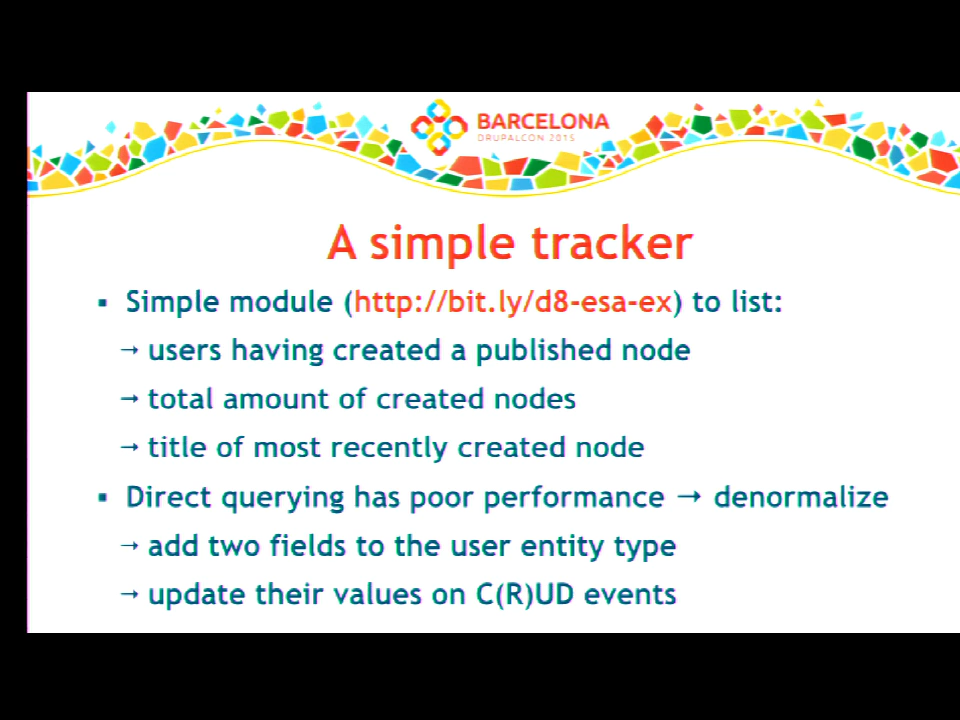 BARCELONA
DRUPALCON 2015
A simple tracker
▪ Simple module (http://bit.ly/d8-esa-ex) to list:
→ users having created a published node
→ total amount of created nodes
→ title of most recently created node
▪ Direct querying has poor performance → denormalize
→ add two fields to the user entity type
→ update their values on C(R)UD events